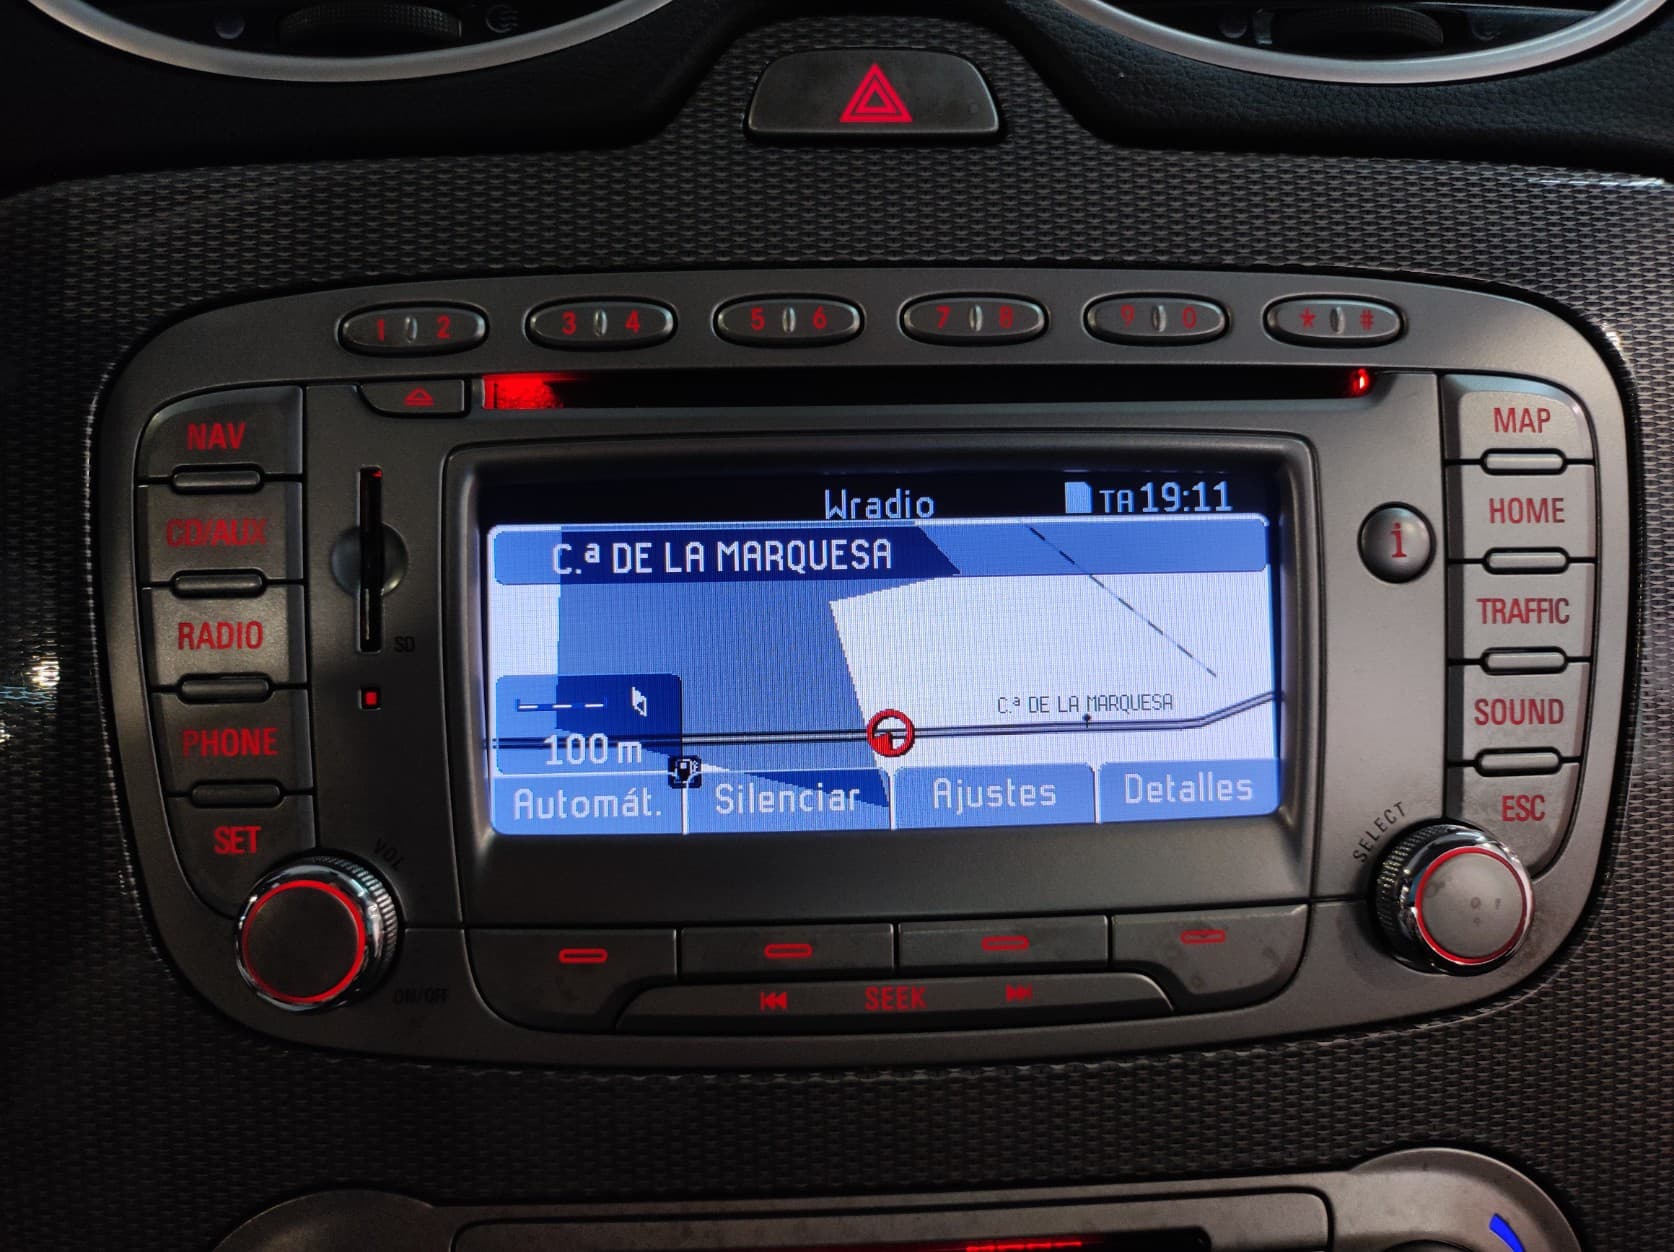 1 2 3 4 5 6 7 8 9 0 * #
NAV
CD/AUX
RADIO
PHONE
SET
VOL
ON/OFF
SD
Wradio TA 19:11
C.ª DE LA MARQUESA
C.ª DE LA MARQUESA
100 m
Automát. Silenciar Ajustes Detalles
SEEK
i
MAP
HOME
TRAFFIC
SOUND
ESC
SELECT